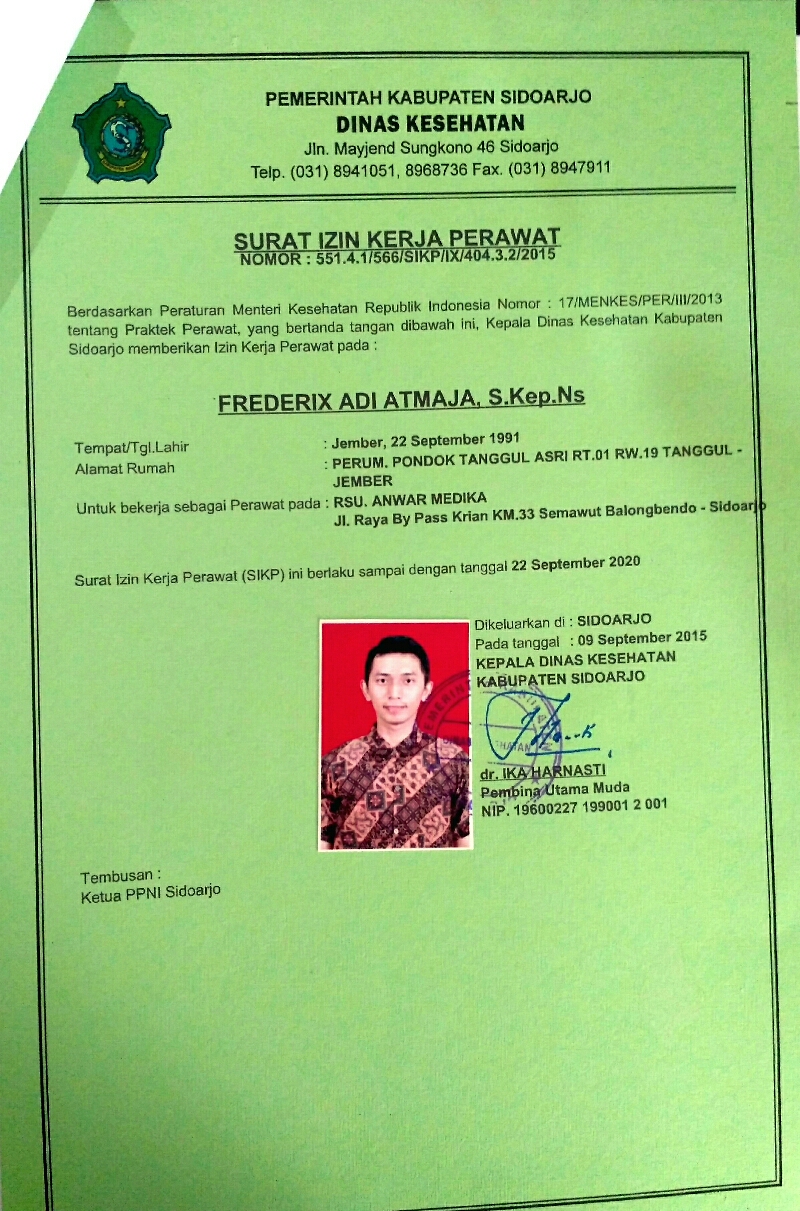 PEMERINTAH KABUPATEN SIDOARJO
DINAS KESEHATAN
Jln. Mayjend Sungkono 46 Sidoarjo
Telp. (031) 8941051, 8968736 Fax. (031) 8947911
SURAT IZIN KERJA PERAWAT
NOMOR : 551.4.1/566/SIKP/IX/404.3.2/2015
Berdasarkan Peraturan Menteri Kesehatan Republik Indonesia Nomor : 17/MENKES/PER/III/2013
tentang Praktek Perawat, yang bertanda tangan dibawah ini, Kepala Dinas Kesehatan Kabupaten
Sidoarjo memberikan Izin Kerja Perawat pada :
FREDERIX ADI ATMAJA, S.Kep.Ns
Tempat/Tgl.Lahir : Jember, 22 September 1991
Alamat Rumah : PERUM. PONDOK TANGGUL ASRI RT.01 RW.19 TANGGUL -
JEMBER
Untuk bekerja sebagai Perawat pada : RSU. ANWAR MEDIKA
Jl. Raya By Pass Krian KM.33 Semawut Balongbendo - Sidoarjo
Surat Izin Kerja Perawat (SIKP) ini berlaku sampai dengan tanggal 22 September 2020
Dikeluarkan di : SIDOARJO
Pada tanggal : 09 September 2015
KEPALA DINAS KESEHATAN
KABUPATEN SIDOARJO
dr. IKA HARNASTI
Pembina Utama Muda
NIP. 19600227 199001 2 001
Tembusan :
Ketua PPNI Sidoarjo